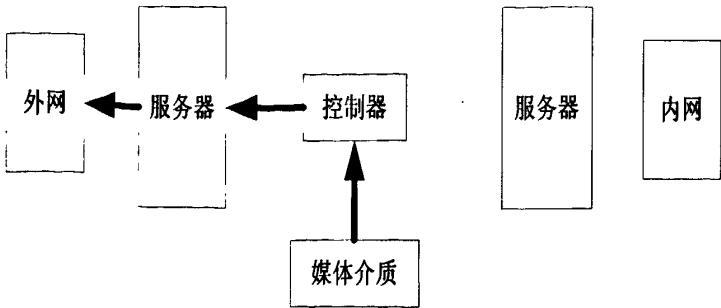 外网
服务器
控制器
服务器
内网
媒体介质